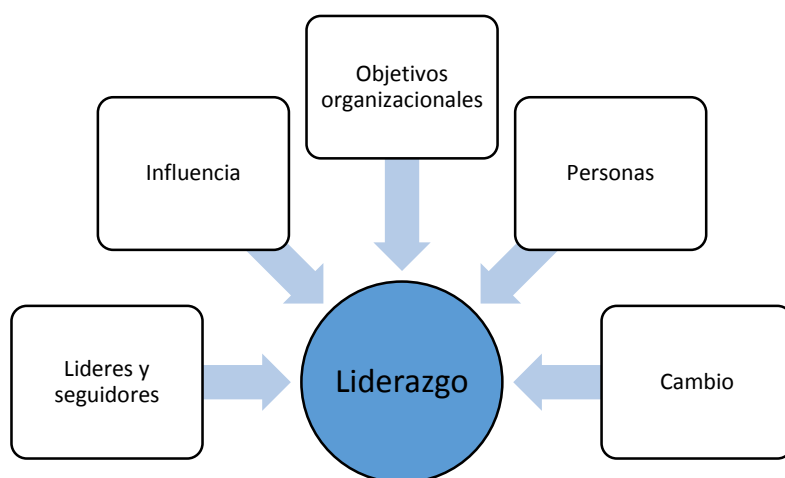 Objetivos
organizacionales
Influencia
Personas
Lideres y
seguidores
Liderazgo
Cambio